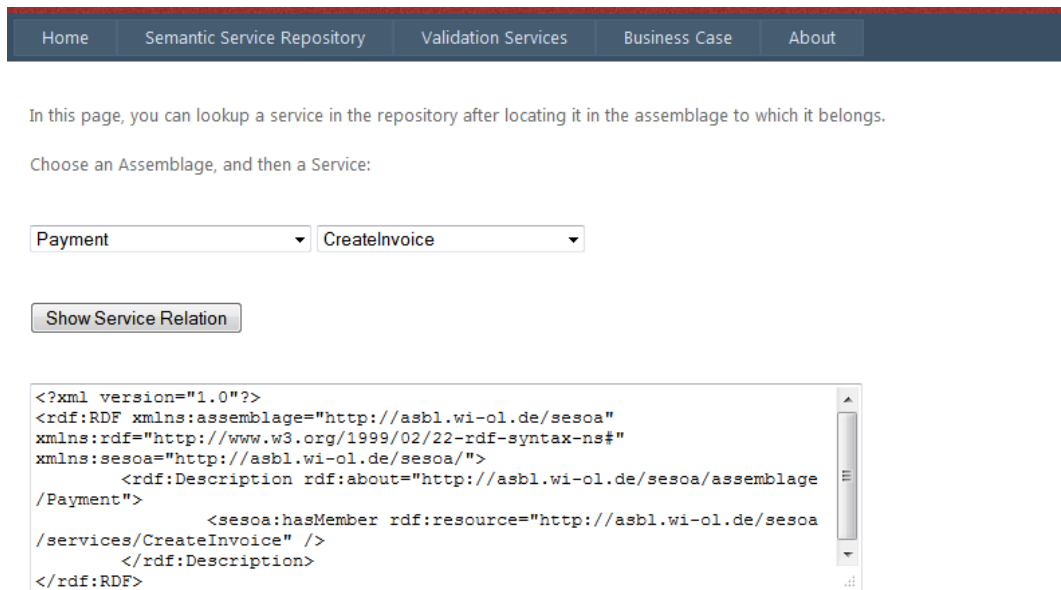 Home Semantic Service Repository Validation Services Business Case About
In this page, you can lookup a service in the repository after locating it in the assemblage to which it belongs.
Choose an Assemblage, and then a Service:
Payment CreateInvoice
Show Service Relation
<?xml version="1.0"?>
<rdf:RDF xmlns:assemblage="http://asbl.wi-ol.de/sesoa"
xmlns:rdf="http://www.w3.org/1999/02/22-rdf-syntax-ns#"
xmlns:sesoa="http://asbl.wi-ol.de/sesoa/">
<rdf:Description rdf:about="http://asbl.wi-ol.de/sesoa/assemblage
/Payment">
<sesoa:hasMember rdf:resource="http://asbl.wi-ol.de/sesoa
/services/CreateInvoice" />
</rdf:Description>
</rdf:RDF>